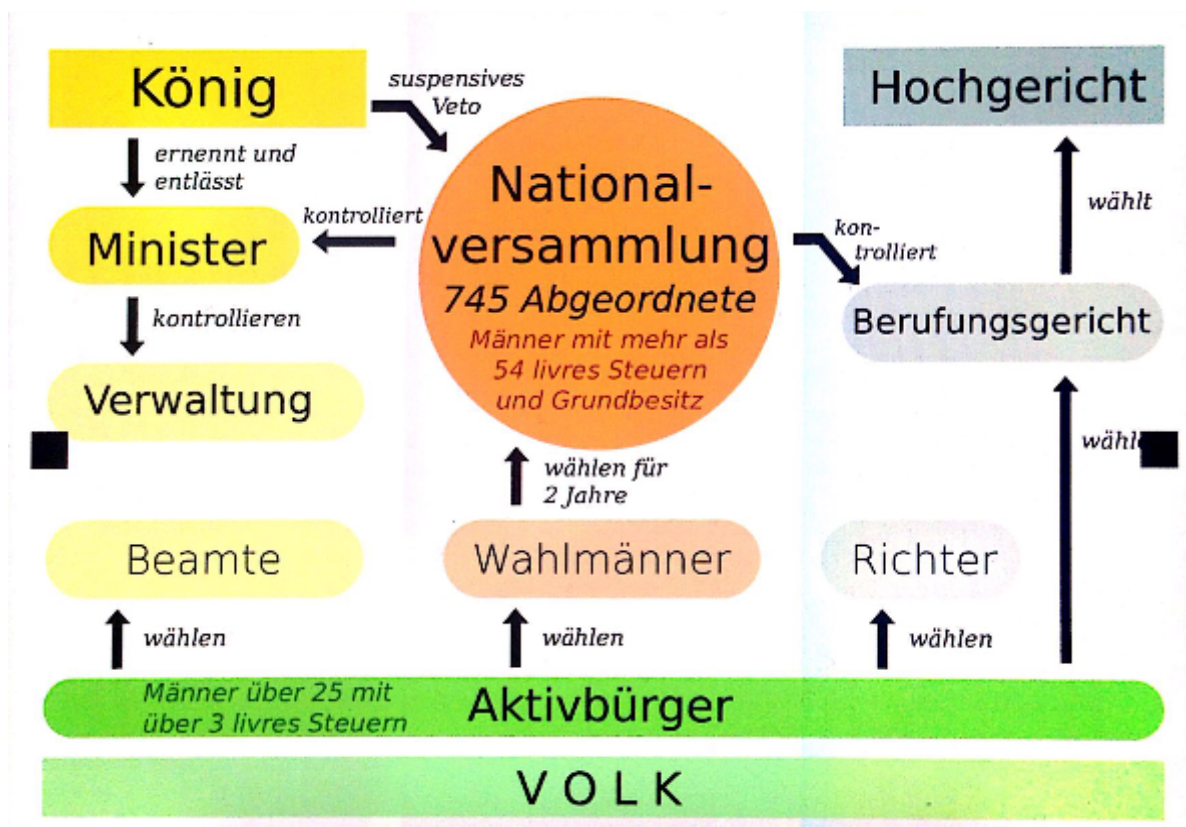 König
suspensives
Veto
Hochgericht
ernennt und
entlässt
National-
versammlung
745 Abgeordnete
Männer mit mehr als
54 livres Steuern
und Grundbesitz
kontrolliert
Minister
kon-
trolliert
wählt
kontrollieren
Berufungsgericht
Verwaltung
wählen für
2 Jahre
Beamte
Wahlmänner
Richter
wählen
wählen
wählen
Männer über 25 mit
über 3 livres Steuern
Aktivbürger
VOLK